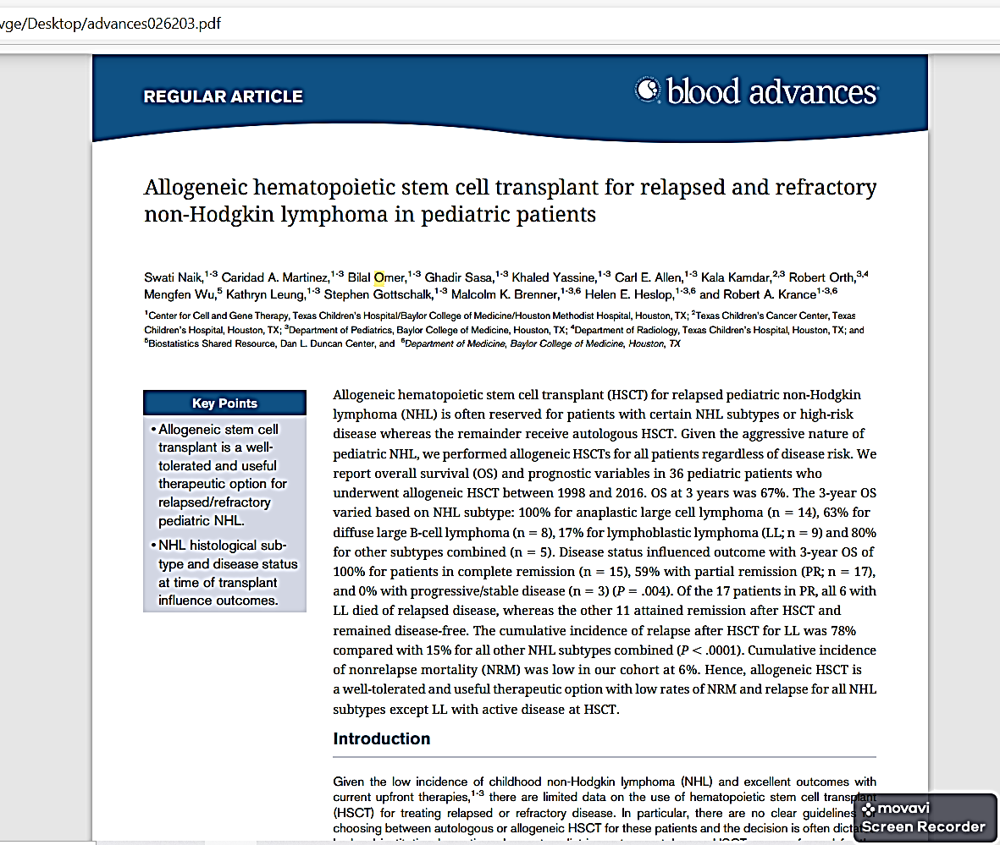 vge/Desktop/advances026203.pdf
REGULAR ARTICLE
blood advances®
Allogeneic hematopoietic stem cell transplant for relapsed and refractory
non-Hodgkin lymphoma in pediatric patients
Swati Naik,1-3 Caridad A. Martinez,1-3 Bilal Omer,1-3 Ghadir Sasa,1-3 Khaled Yassine,1-3 Carl E. Allen,1-3 Kala Kamdar,2,3 Robert Orth,3,4
Mengfen Wu,5 Kathryn Leung,1-3 Stephen Gottschalk,1-3 Malcolm K. Brenner,1-3,6 Helen E. Heslop,1-3,6 and Robert A. Krance1-3,6
1Center for Cell and Gene Therapy, Texas Children's Hospital/Baylor College of Medicine/Houston Methodist Hospital, Houston, TX; 2Texas Children's Cancer Center, Texas
Children's Hospital, Houston, TX; 3Department of Pediatrics, Baylor College of Medicine, Houston, TX; 4Department of Radiology, Texas Children's Hospital, Houston, TX; and
5Biostatistics Shared Resource, Dan L. Duncan Center, and 6Department of Medicine, Baylor College of Medicine, Houston, TX
Key Points
• Allogeneic stem cell
transplant is a well-
tolerated and useful
therapeutic option for
relapsed/refractory
pediatric NHL.
• NHL histological sub-
type and disease status
at time of transplant
influence outcomes.
Allogeneic hematopoietic stem cell transplant (HSCT) for relapsed pediatric non-Hodgkin
lymphoma (NHL) is often reserved for patients with certain NHL subtypes or high-risk
disease whereas the remainder receive autologous HSCT. Given the aggressive nature of
pediatric NHL, we performed allogeneic HSCTs for all patients regardless of disease risk. We
report overall survival (OS) and prognostic variables in 36 pediatric patients who
underwent allogeneic HSCT between 1998 and 2016. OS at 3 years was 67%. The 3-year OS
varied based on NHL subtype: 100% for anaplastic large cell lymphoma (n = 14), 63% for
diffuse large B-cell lymphoma (n = 8), 17% for lymphoblastic lymphoma (LL; n = 9) and 80%
for other subtypes combined (n = 5). Disease status influenced outcome with 3-year OS of
100% for patients in complete remission (n = 15), 59% with partial remission (PR; n = 17),
and 0% with progressive/stable disease (n = 3) (P = .004). Of the 17 patients in PR, all 6 with
LL died of relapsed disease, whereas the other 11 attained remission after HSCT and
remained disease-free. The cumulative incidence of relapse after HSCT for LL was 78%
compared with 15% for all other NHL subtypes combined (P < .0001). Cumulative incidence
of nonrelapse mortality (NRM) was low in our cohort at 6%. Hence, allogeneic HSCT is
a well-tolerated and useful therapeutic option with low rates of NRM and relapse for all NHL
subtypes except LL with active disease at HSCT.
Introduction
Given the low incidence of childhood non-Hodgkin lymphoma (NHL) and excellent outcomes with
current upfront therapies,1-3 there are limited data on the use of hematopoietic stem cell transplant
(HSCT) for treating relapsed or refractory disease. In particular, there are no clear guidelines for
choosing between autologous or allogeneic HSCT for these patients and the decision is often
movavi
Screen Recorder